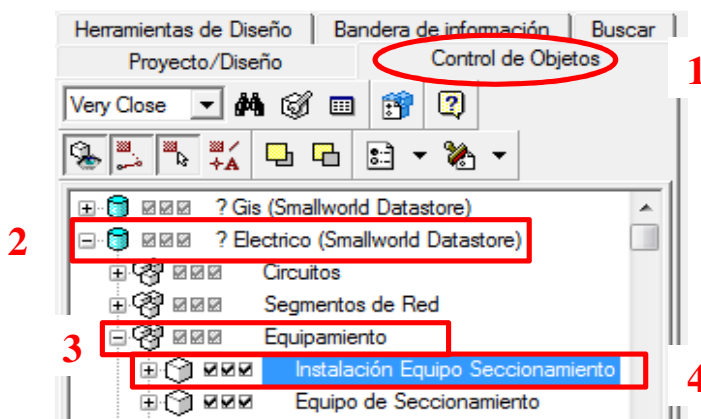 Herramientas de Diseño Bandera de información Buscar
Proyecto/Diseño Control de Objetos 1
Very Close
A
? Gis (Smallworld Datastore)
2 ? Electrico (Smallworld Datastore)
Circuitos
Segmentos de Red
3 Equipamiento
Instalación Equipo Seccionamiento 4
Equipo de Seccionamiento